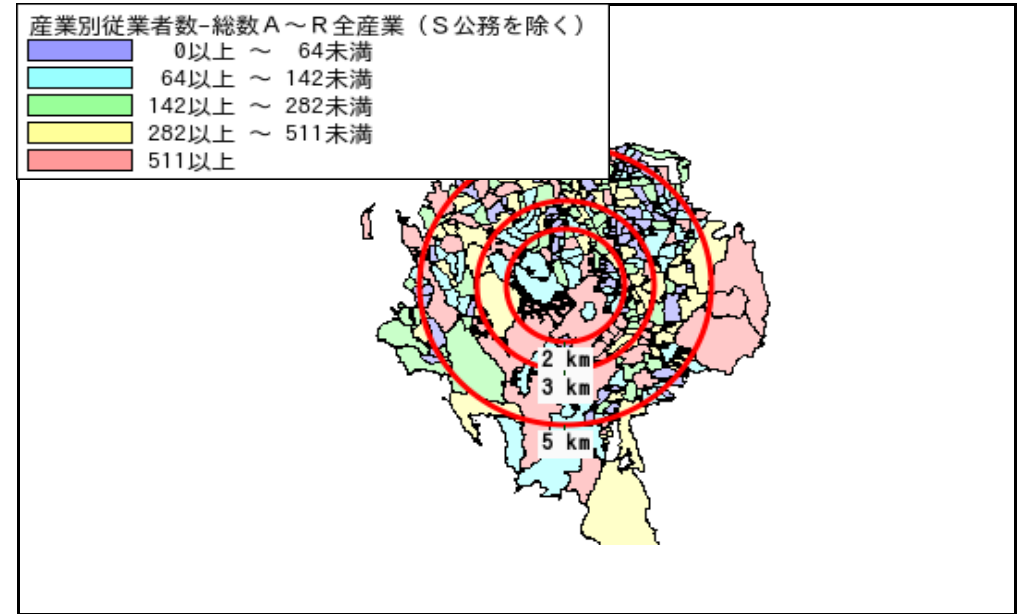 産業別従業者数-総数A～R全産業（S公務を除く）
0以上 ～ 64未満
64以上 ～ 142未満
142以上 ～ 282未満
282以上 ～ 511未満
511以上
2 km
3 km
5 km